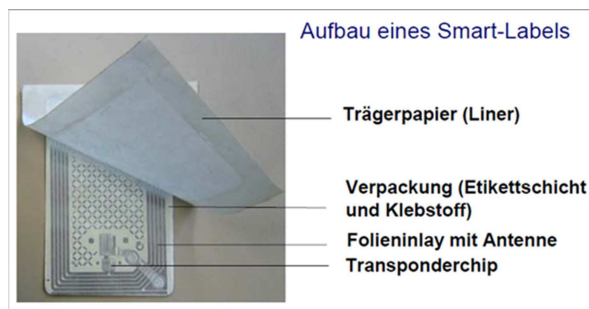 Aufbau eines Smart-Labels
Trägerpapier (Liner)
Verpackung (Etikettschicht
und Klebstoff)
Folieninlay mit Antenne
Transponderchip